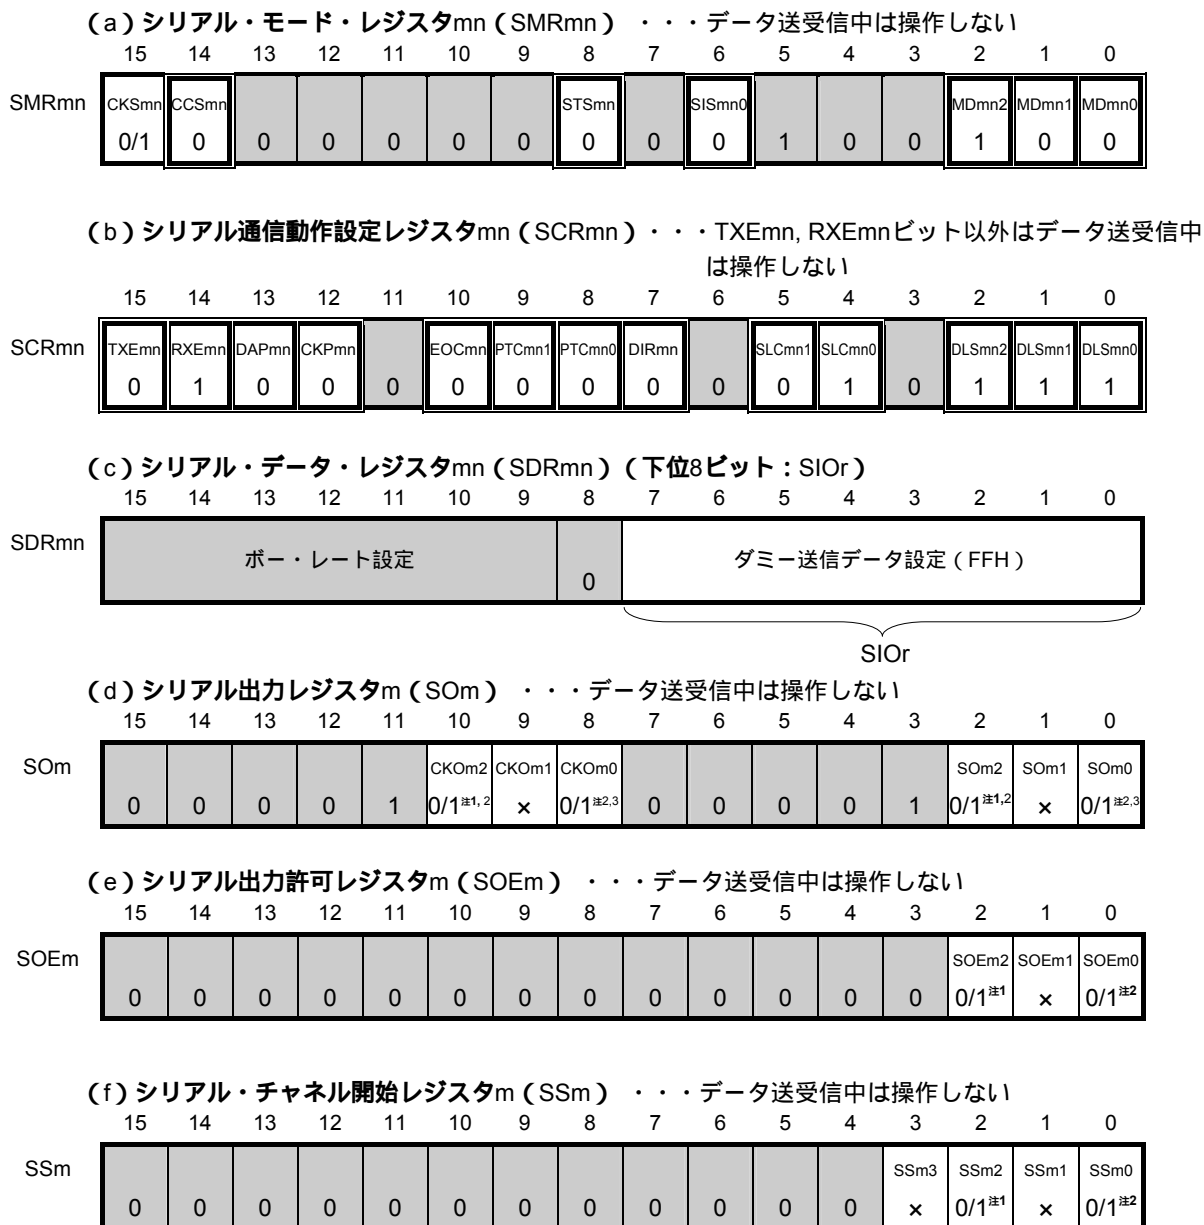 （a）シリアル・モード・レジスタmn（SMRmn） ・・・データ送受信中は操作しない
15 14 13 12 11 10 9 8 7 6 5 4 3 2 1 0
SMRmn CKSmn CCSmn STSmn SISmn0 MDmn2 MDmn1 MDmn0
0/1 0 0 0 0 0 0 0 0 0 1 0 0 1 0 0
（b）シリアル通信動作設定レジスタmn（SCRmn）・・・TXEmn, RXEmnビット以外はデータ送受信中
は操作しない
15 14 13 12 11 10 9 8 7 6 5 4 3 2 1 0
SCRmn TXEmn RXEmn DAPmn CKPmn EOCmn PTCmn1 PTCmn0 DIRmn SLCmn1 SLCmn0 DLSmn2 DLSmn1 DLSmn0
0 1 0 0 0 0 0 0 0 0 0 1 0 1 1 1
（c）シリアル・データ・レジスタmn（SDRmn）（下位8ビット：SIOr）
15 14 13 12 11 10 9 8 7 6 5 4 3 2 1 0
SDRmn ボー・レート設定 ダミー送信データ設定（FFH）
0
SIOr
（d）シリアル出力レジスタm（SOm） ・・・データ送受信中は操作しない
15 14 13 12 11 10 9 8 7 6 5 4 3 2 1 0
SOm CKOm2 CKOm1 CKOm0 SOm2 SOm1 SOm0
0 0 0 0 1 0/1注1, 2 × 0/1注2,3 0 0 0 0 1 0/1注1,2 × 0/1注2,3
（e）シリアル出力許可レジスタm（SOEm） ・・・データ送受信中は操作しない
15 14 13 12 11 10 9 8 7 6 5 4 3 2 1 0
SOEm SOEm2 SOEm1 SOEm0
0 0 0 0 0 0 0 0 0 0 0 0 0 0/1注1 × 0/1注2
（f）シリアル・チャネル開始レジスタm（SSm） ・・・データ送受信中は操作しない
15 14 13 12 11 10 9 8 7 6 5 4 3 2 1 0
SSm SSm3 SSm2 SSm1 SSm0
0 0 0 0 0 0 0 0 0 0 0 0 × 0/1注1 × 0/1注2